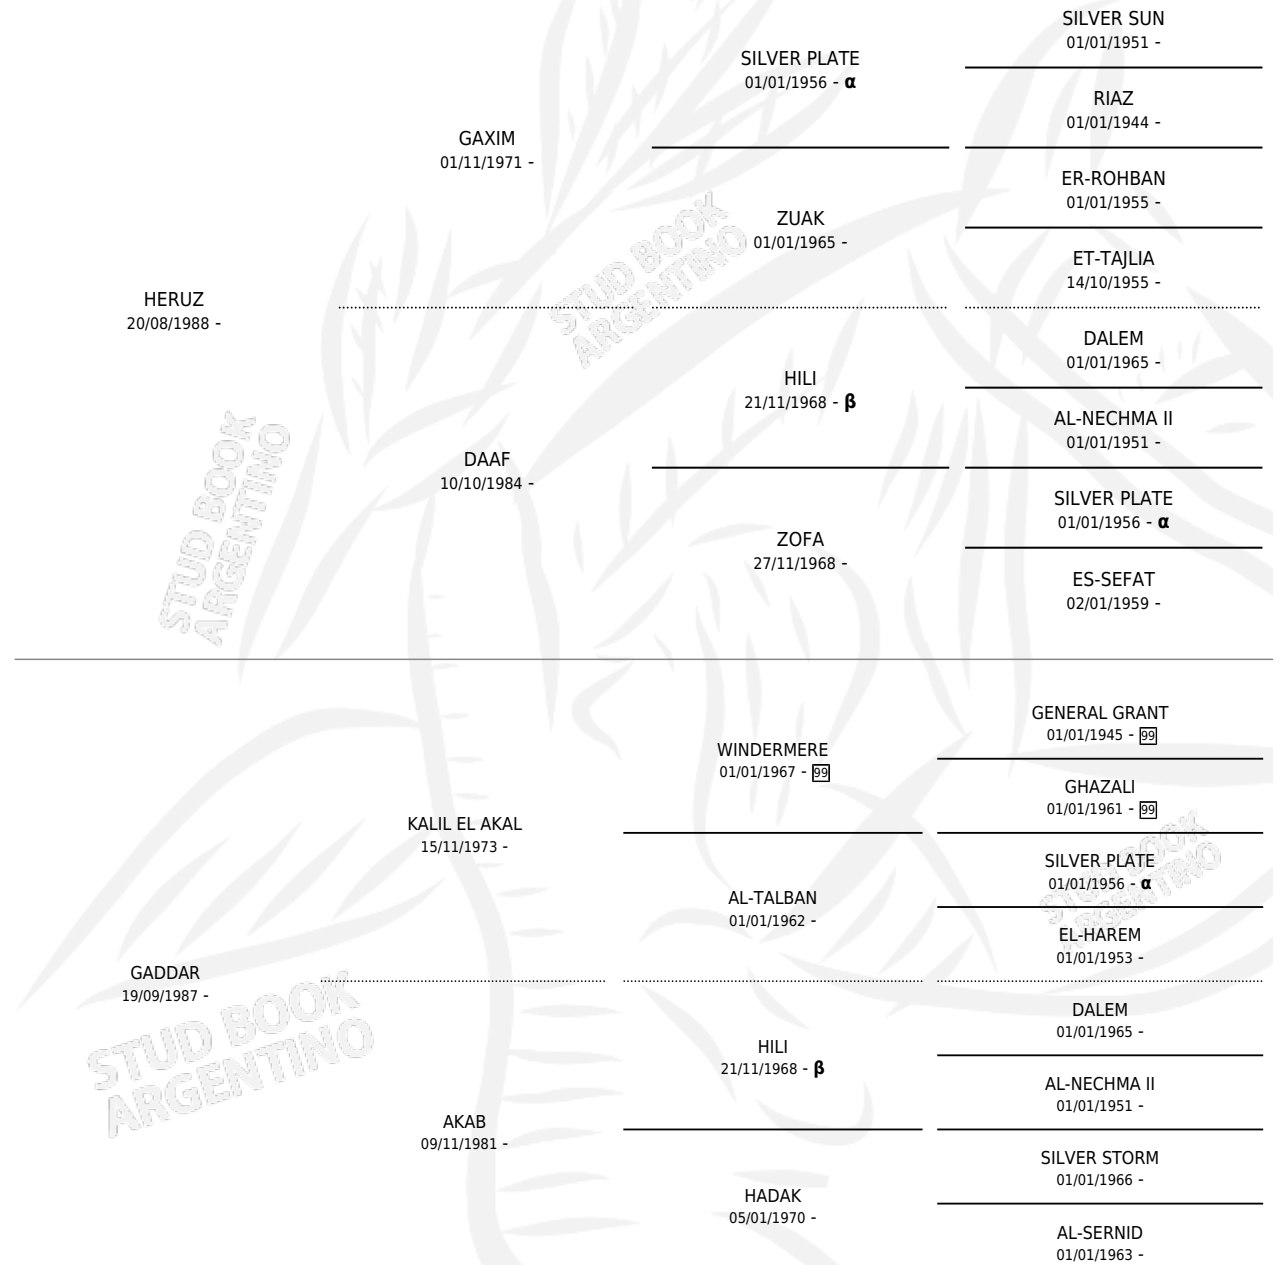 SILVER SUN
01/01/1951 -
SILVER PLATE
01/01/1956 - α
RIAZ
01/01/1944 -
GAXIM
01/11/1971 -
ER-ROHBAN
01/01/1955 -
ZUAK
01/01/1965 -
ET-TAJLIA
14/10/1955 -
HERUZ
20/08/1988 -
DALEM
01/01/1965 -
HILI
21/11/1968 - β
AL-NECHMA II
01/01/1951 -
DAAF
10/10/1984 -
SILVER PLATE
01/01/1956 - α
ZOFA
27/11/1968 -
ES-SEFAT
02/01/1959 -
GENERAL GRANT
01/01/1945 - 99
WINDERMERE
01/01/1967 - 99
GHAZALI
01/01/1961 - 99
KALIL EL AKAL
15/11/1973 -
SILVER PLATE
01/01/1956 - α
AL-TALBAN
01/01/1962 -
EL-HAREM
01/01/1953 -
GADDAR
19/09/1987 -
DALEM
01/01/1965 -
HILI
21/11/1968 - β
AL-NECHMA II
01/01/1951 -
AKAB
09/11/1981 -
SILVER STORM
01/01/1966 -
HADAK
05/01/1970 -
AL-SERNID
01/01/1963 -
STUD BOOK
ARGENTINO
STUD BOOK
ARGENTINO
STUD BOOK
ARGENTINO
STUD BOOK
ARGENTINO